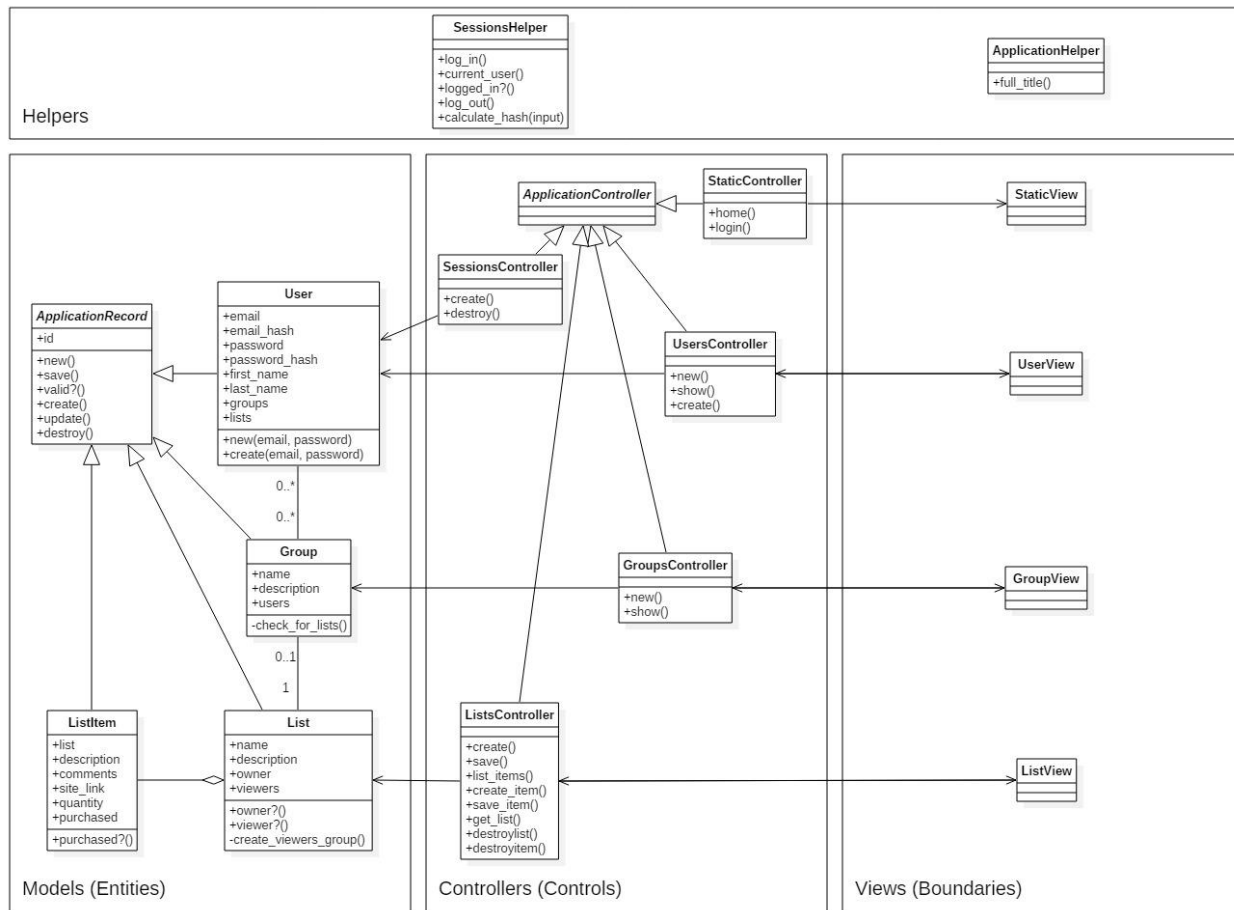 SessionsHelper
+log_in()
+current_user()
+logged_in?()
+log_out()
+calculate_hash(input)
ApplicationHelper
+full_title()
Helpers
ApplicationRecord
+id
+new()
+save()
+valid?()
+create()
+update()
+destroy()
User
+email
+email_hash
+password
+password_hash
+first_name
+last_name
+groups
+lists
+new(email, password)
+create(email, password)
0..*
0..*
Group
+name
+description
+users
-check_for_lists()
0..1
1
ListItem
+list
+description
+comments
+site_link
+quantity
+purchased
+purchased?()
List
+name
+description
+owner
+viewers
+owner?()
+viewer?()
-create_viewers_group()
Models (Entities)
ApplicationController
StaticController
+home()
+login()
SessionsController
+create()
+destroy()
UsersController
+new()
+show()
+create()
GroupsController
+new()
+show()
ListsController
+create()
+save()
+list_items()
+create_item()
+save_item()
+get_list()
+destroylist()
+destroyitem()
Controllers (Controls)
StaticView
UserView
GroupView
ListView
Views (Boundaries)